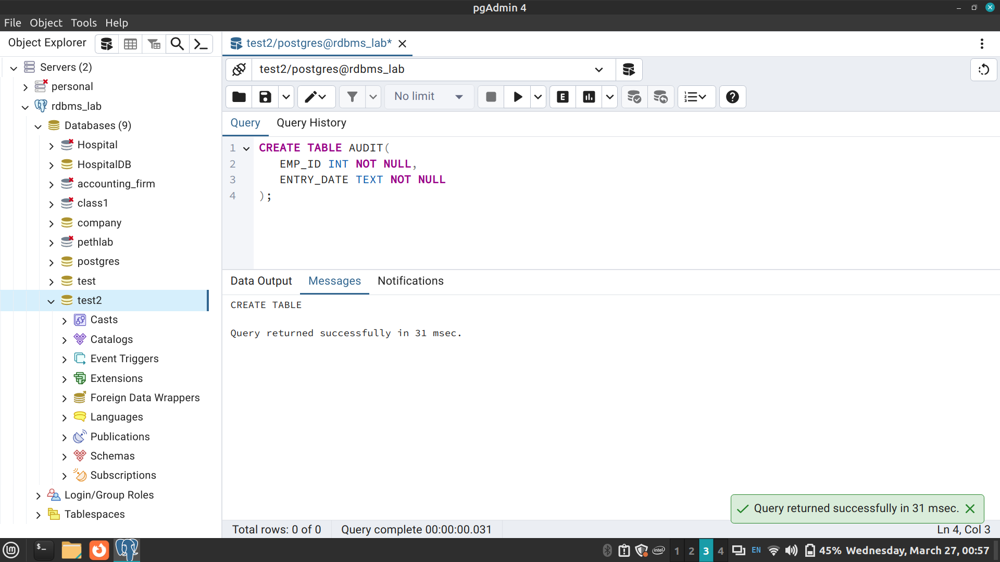 pgAdmin 4
File Object Tools Help
Object Explorer
test2/postgres@rdbms_lab*
Servers (2)
personal
rdbms_lab
Databases (9)
Hospital
HospitalDB
accounting_firm
class1
company
pethlab
postgres
test
test2
Casts
Catalogs
Event Triggers
Extensions
Foreign Data Wrappers
Languages
Publications
Schemas
Subscriptions
Login/Group Roles
Tablespaces
test2/postgres@rdbms_lab
No limit
E
Query Query History
1 CREATE TABLE AUDIT(
2 EMP_ID INT NOT NULL,
3 ENTRY_DATE TEXT NOT NULL
4 );
Data Output Messages Notifications
CREATE TABLE
Query returned successfully in 31 msec.
Query returned successfully in 31 msec.
Total rows: 0 of 0 Query complete 00:00:00.031 Ln 4, Col 3
intel 1 2 3 4 EN 45% Wednesday, March 27, 00:57